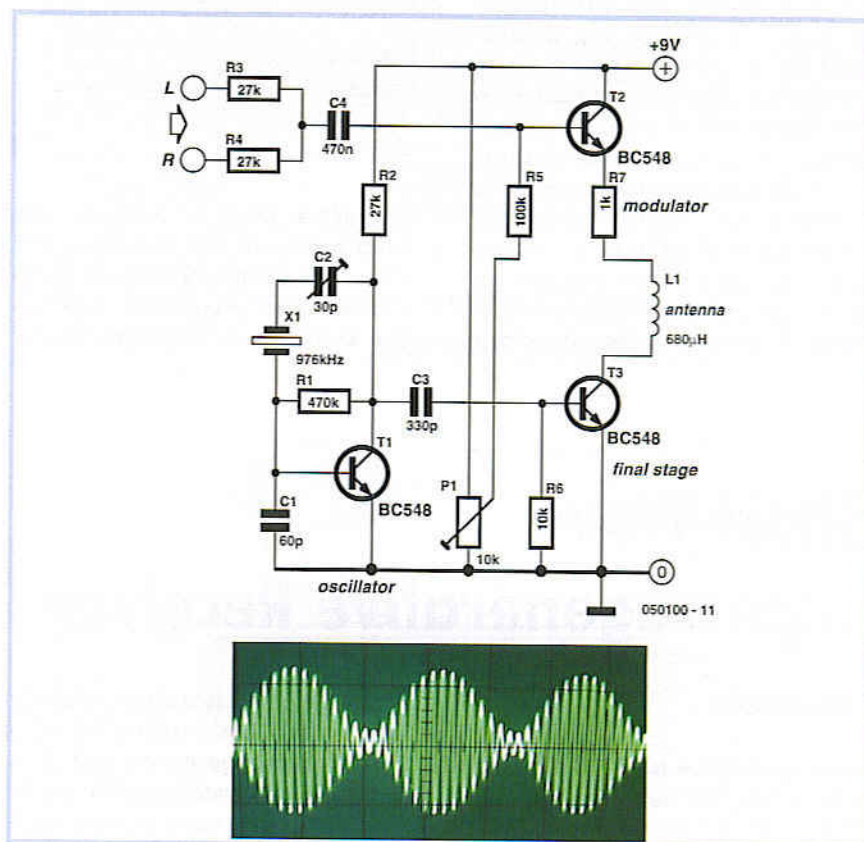 +9V
L
R3
27k
C4
470n
R
R4
27k
T2
BC548
R2
27k
R5
100k
R7
1k
modulator
C2
30p
X1
976kHz
L1
antenna
680µH
R1
470k
C3
330p
T1
BC548
T3
BC548
final stage
P1
10k
R6
10k
C1
60p
oscillator
0
050100 - 11